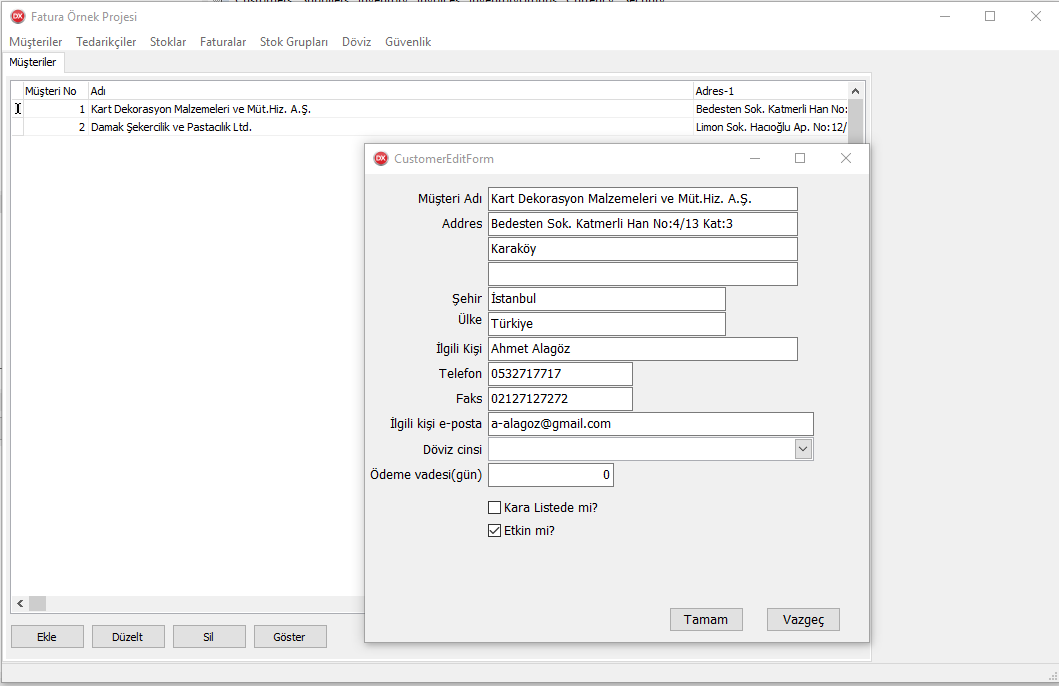 Fatura Örnek Projesi
Müşteriler Tedarikçiler Stoklar Faturalar Stok Grupları Döviz Güvenlik
Müşteriler
Müşteri No Adı Adres-1
1 Kart Dekorasyon Malzemeleri ve Müt.Hiz. A.Ş. Bedesten Sok. Katmerli Han No:
2 Damak Şekercilik ve Pastacılık Ltd. Limon Sok. Hacıoğlu Ap. No:12/
CustomerEditForm
Müşteri Adı Kart Dekorasyon Malzemeleri ve Müt.Hiz. A.Ş.
Addres Bedesten Sok. Katmerli Han No:4/13 Kat:3
Karaköy
Şehir İstanbul
Ülke Türkiye
İlgili Kişi Ahmet Alagöz
Telefon 0532717717
Faks 02127127272
İlgili kişi e-posta a-alagoz@gmail.com
Döviz cinsi
Ödeme vadesi(gün) 0
Kara Listede mi?
Etkin mi?
Tamam Vazgeç
Ekle Düzelt Sil Göster